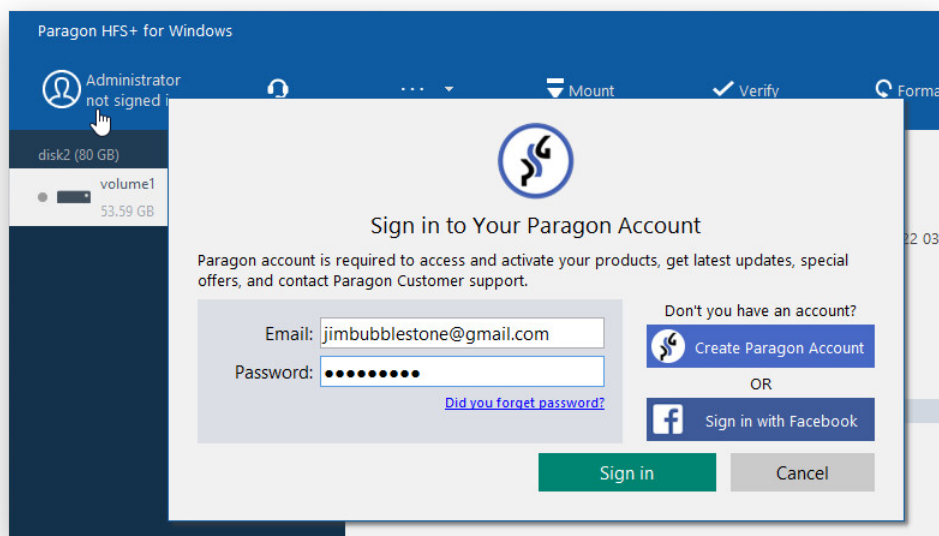 Paragon HFS+ for Windows
Administrator
not signed i
... Mount Verify Forma
disk2 (80 GB)
volume1
53.59 GB
22 03
Sign in to Your Paragon Account
Paragon account is required to access and activate your products, get latest updates, special
offers, and contact Paragon Customer support.
Don't you have an account?
Email: jimbubblestone@gmail.com
Create Paragon Account
Password: ●●●●●●●●●
OR
Did you forget password?
Sign in with Facebook
Sign in Cancel